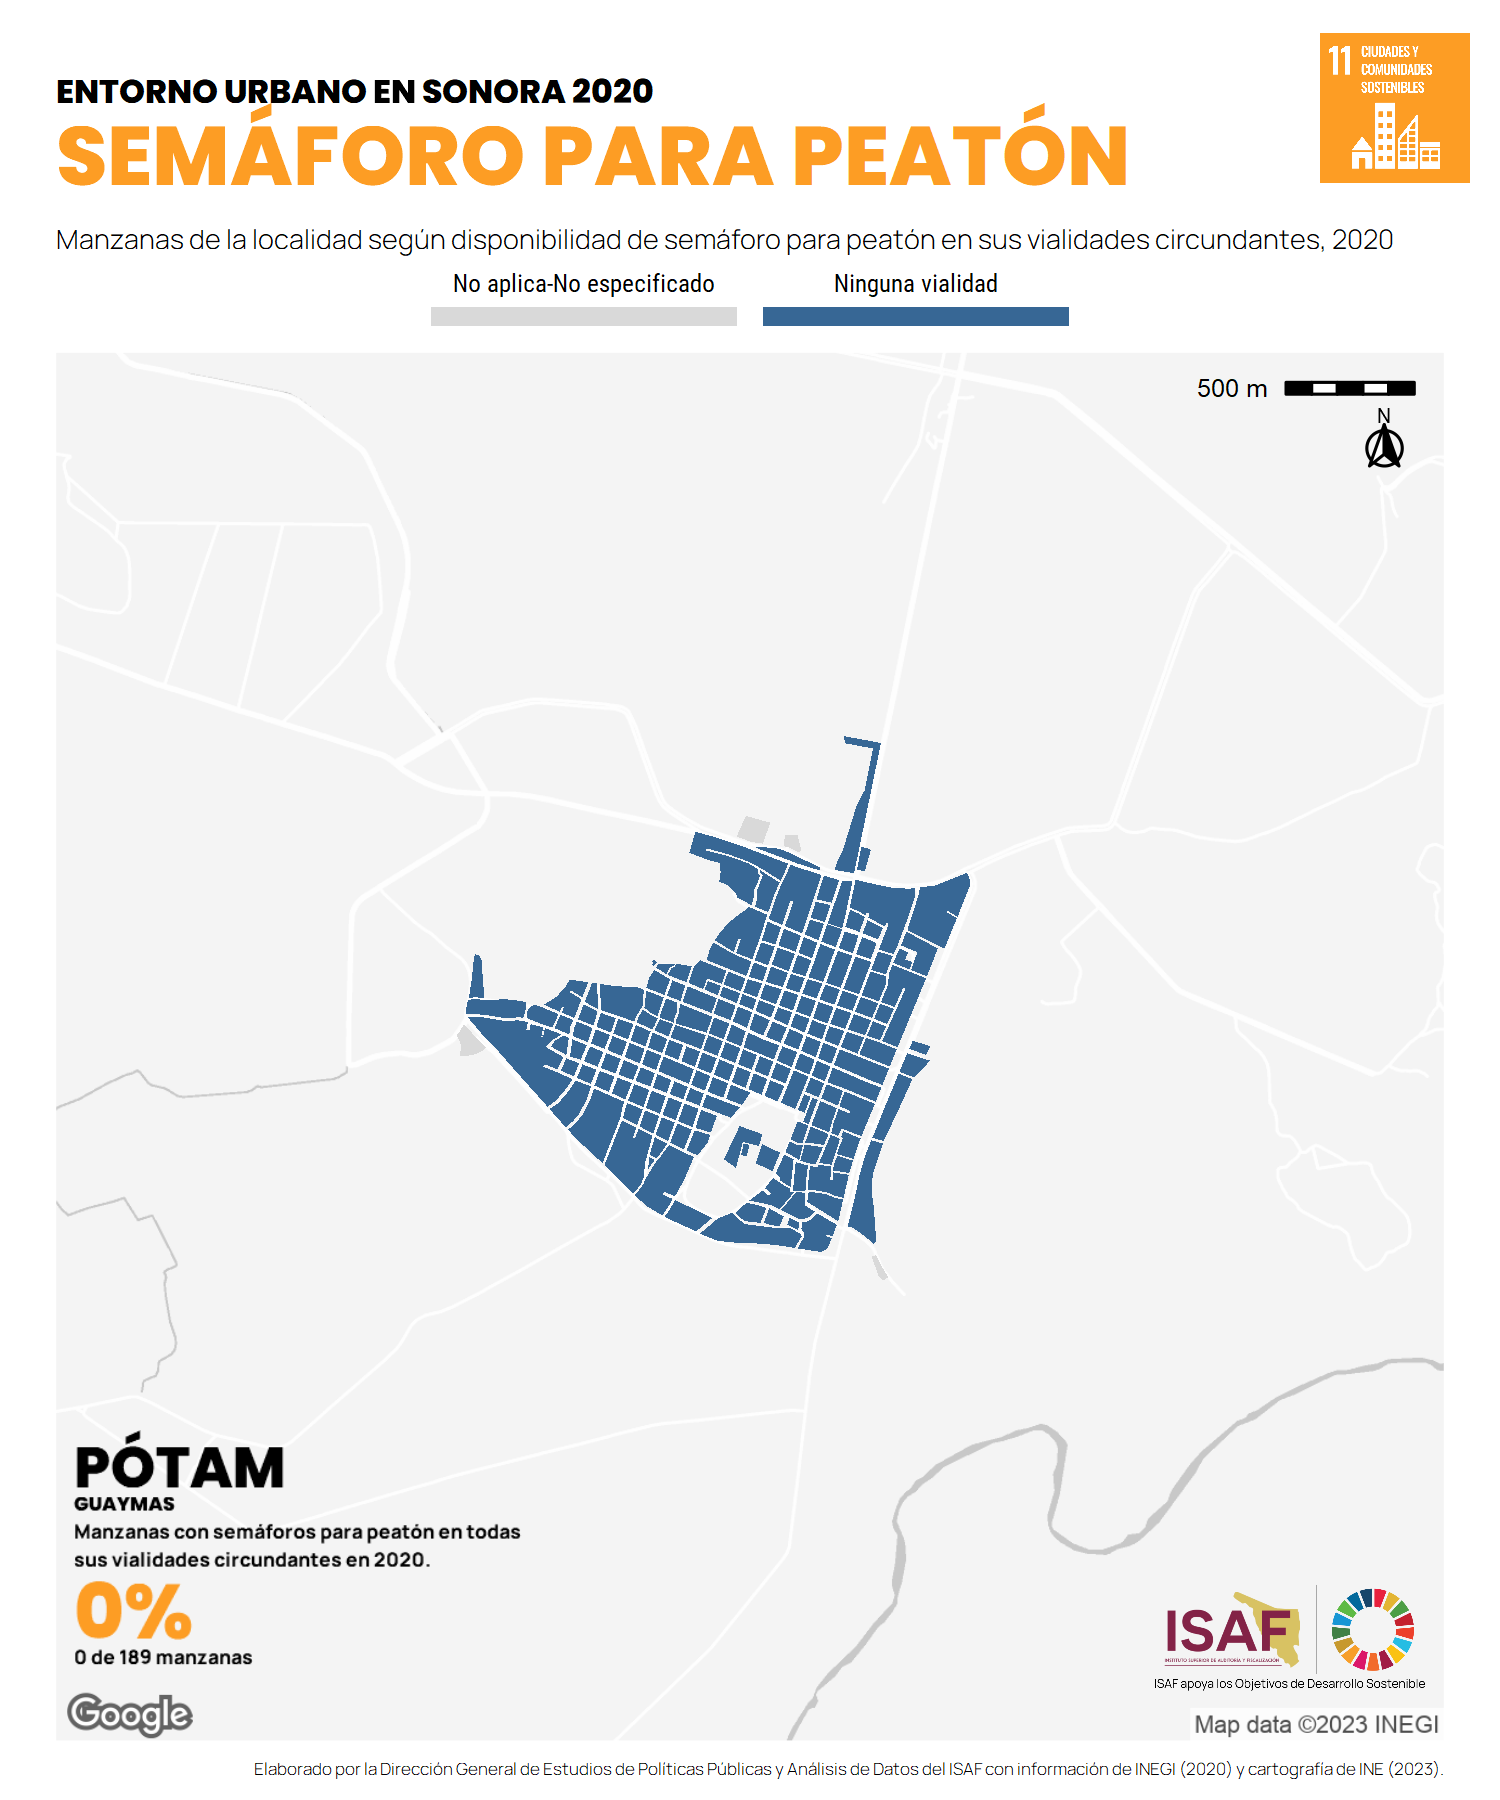 11 CIUDADES Y
COMUNIDADES
SOSTENIBLES
ENTORNO URBANO EN SONORA 2020
SEMÁFORO PARA PEATÓN
Manzanas de la localidad según disponibilidad de semáforo para peatón en sus vialidades circundantes, 2020
No aplica-No especificado
Ninguna vialidad
500 m
N
PÓTAM
GUAYMAS
Manzanas con semáforos para peatón en todas
sus vialidades circundantes en 2020.
0%
0 de 189 manzanas
Google
ISAF
INSTITUTO SUPERIOR DE AUDITORÍA Y FISCALIZACIÓN
ISAF apoya los Objetivos de Desarrollo Sostenible
Map data ©2023 INEGI
Elaborado por la Dirección General de Estudios de Políticas Públicas y Análisis de Datos del ISAF con información de INEGI (2020) y cartografía de INE (2023).